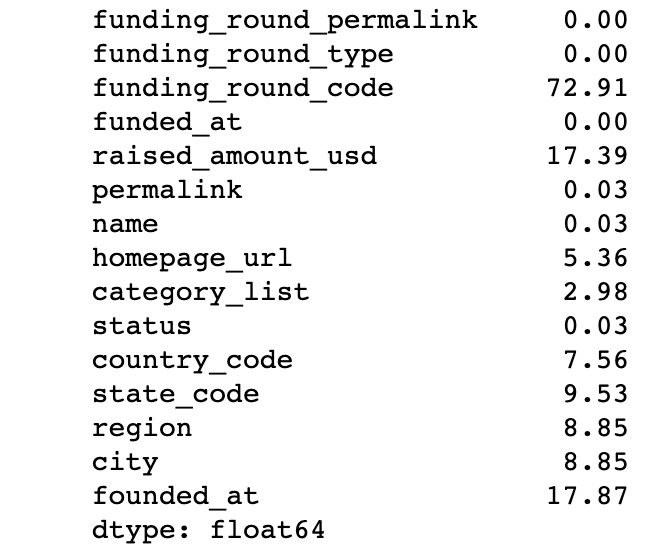 funding_round_permalink 0.00
funding_round_type 0.00
funding_round_code 72.91
funded_at 0.00
raised_amount_usd 17.39
permalink 0.03
name 0.03
homepage_url 5.36
category_list 2.98
status 0.03
country_code 7.56
state_code 9.53
region 8.85
city 8.85
founded_at 17.87
dtype: float64